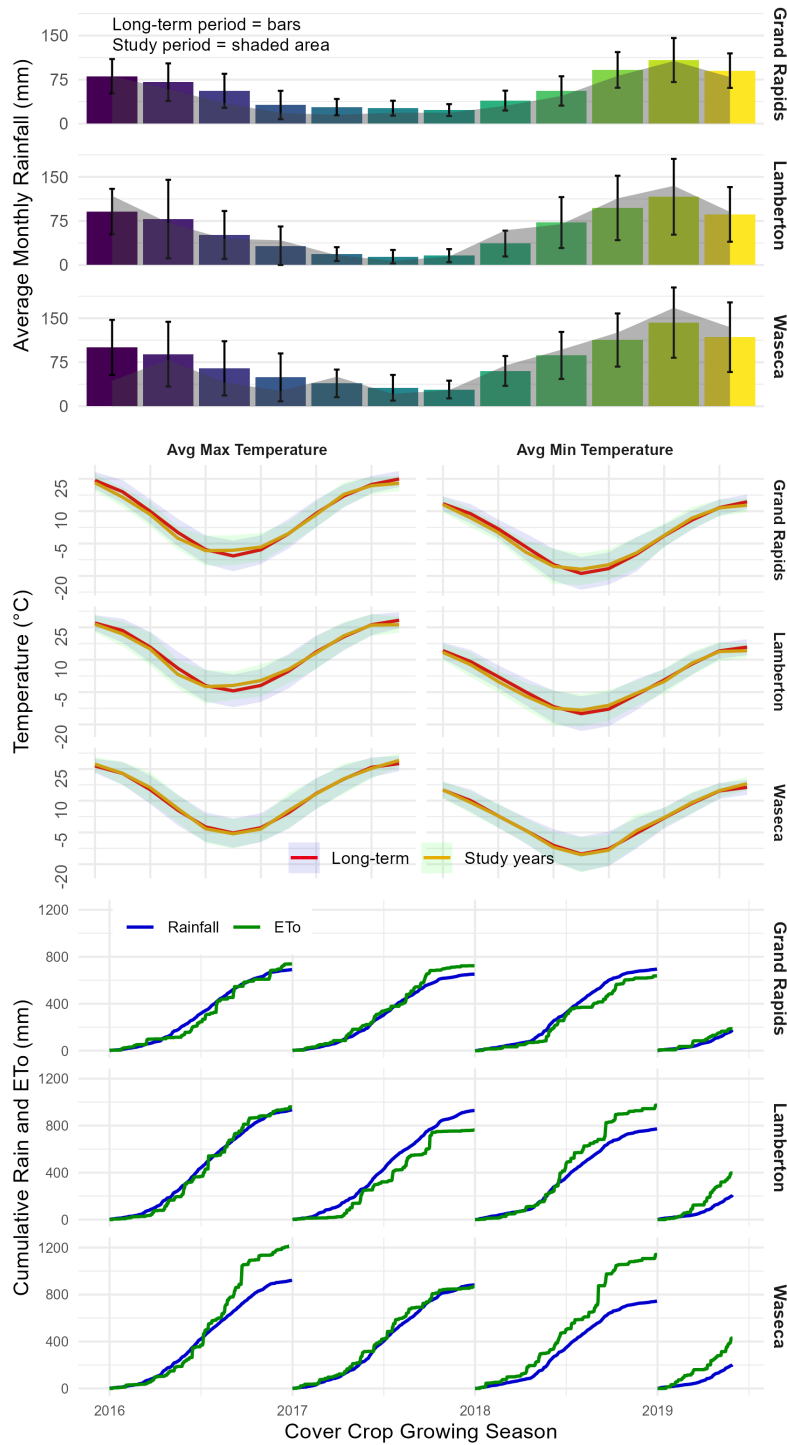 Long-term period = bars
Study period = shaded area
Average Monthly Rainfall (mm)
150
75
0
Grand Rapids
150
75
0
Lamberton
150
75
0
Waseca
Avg Max Temperature
Avg Min Temperature
Temperature (°C)
25
10
-5
-20
Grand Rapids
25
10
-5
-20
Lamberton
25
10
-5
-20
Waseca
Long-term
Study years
Cumulative Rain and ETo (mm)
Rainfall
ETo
1200
800
400
0
Grand Rapids
1200
800
400
0
Lamberton
1200
800
400
0
Waseca
2016
2017
2018
2019
Cover Crop Growing Season